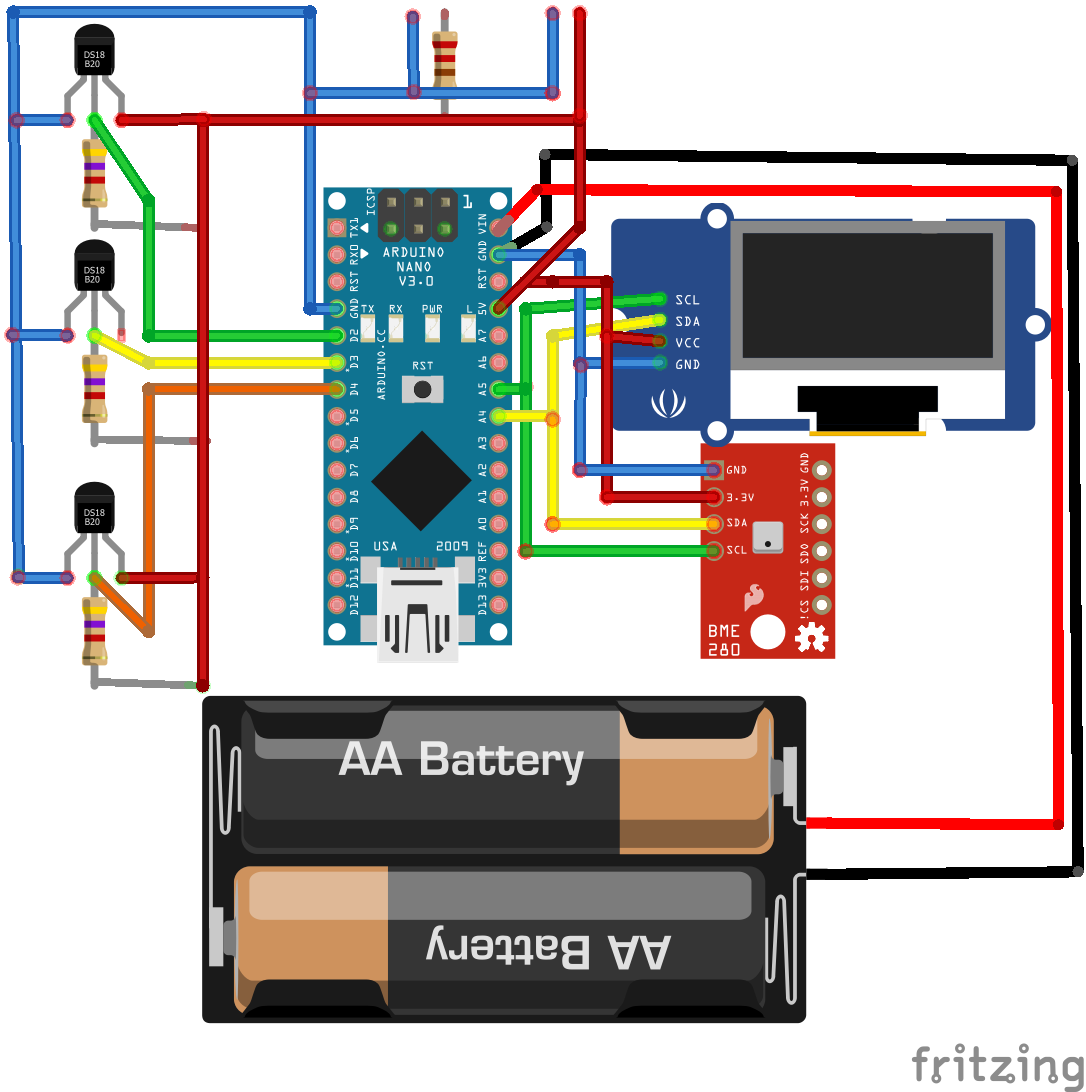 DS18
B20
DS18
B20
DS18
B20
ICSP
1
ARDUINO
NANO
V3.0
TX1
RX0
RST
GND
D2
D3
D4
D5
D6
D7
D8
D9
D10
D11
D12
VIN
GND
RST
5V
A7
A6
A5
A4
A3
A2
A1
A0
REF
3V3
D13
TX RX PWR L
RST
ARDUINO.CC
USA 2009
SCL
SDA
VCC
GND
GND
3.3V
SDA
SCL
GND
3.3V
SCK
SDO
SDI
BME
280
AA Battery
AA Battery
fritzing